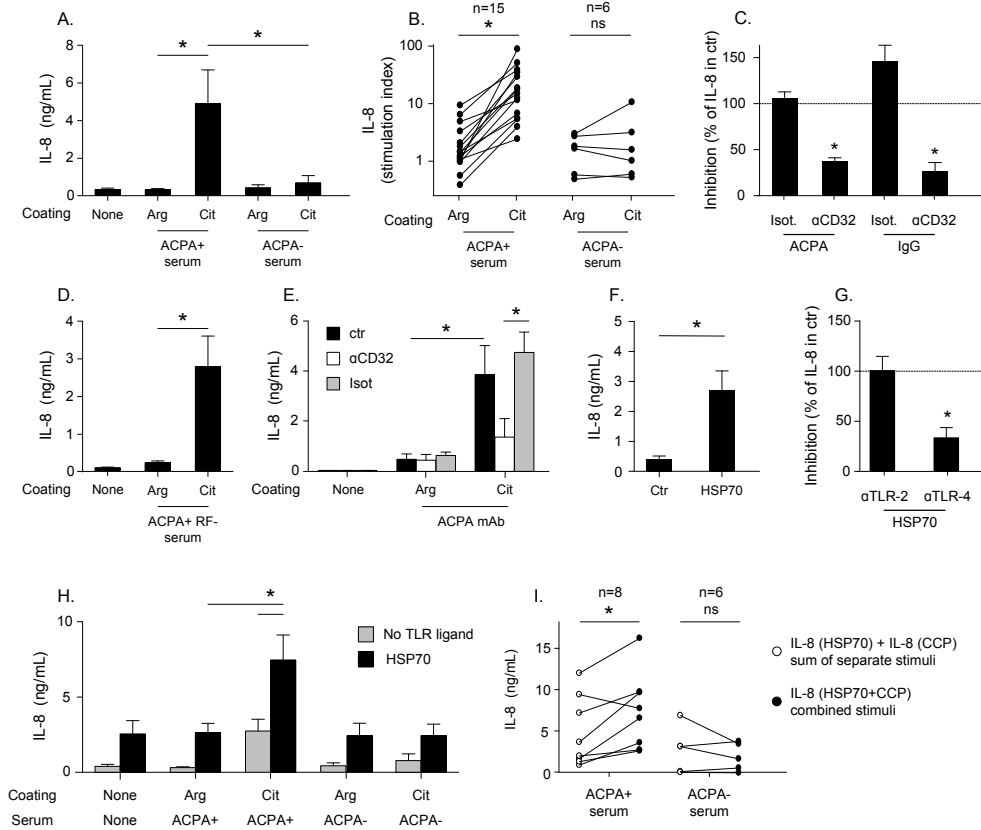 A.
IL-8 (ng/mL)
8
6
4
2
0
*
*
Coating
None
Arg
Cit
Arg
Cit
ACPA+
serum
ACPA-
serum
B.
n=15
*
n=6
ns
IL-8
(stimulation index)
100
10
1
Coating
Arg
Cit
Arg
Cit
ACPA+
serum
ACPA-
serum
C.
Inhibition (% of IL-8 in ctr)
150
100
50
0
*
*
Isot.
αCD32
Isot.
αCD32
ACPA
IgG
D.
IL-8 (ng/mL)
4
3
2
1
0
*
Coating
None
Arg
Cit
ACPA+ RF-
serum
E.
IL-8 (ng/mL)
6
4
2
0
ctr
αCD32
Isot
*
*
Coating
None
Arg
Cit
ACPA mAb
F.
IL-8 (ng/mL)
5
4
3
2
1
0
*
Ctr
HSP70
G.
Inhibition (% of IL-8 in ctr)
150
100
50
0
*
αTLR-2
αTLR-4
HSP70
H.
IL-8 (ng/mL)
10
5
0
*
No TLR ligand
HSP70
Coating
None
Arg
Cit
Arg
Cit
Serum
None
ACPA+
ACPA+
ACPA-
ACPA-
I.
n=8
*
n=6
ns
IL-8 (ng/mL)
15
10
5
0
ACPA+
serum
ACPA-
serum
IL-8 (HSP70) + IL-8 (CCP)
sum of separate stimuli
IL-8 (HSP70+CCP)
combined stimuli